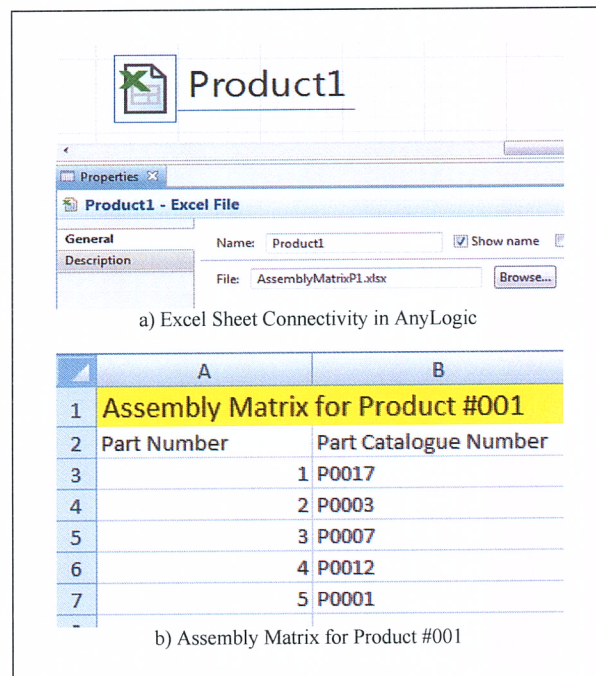 Product1
Properties
Product1 - Excel File
General
Name: Product1 Show name
Description
File: AssemblyMatrixP1.xlsx Browse...
a) Excel Sheet Connectivity in AnyLogic
A B
1 Assembly Matrix for Product #001
2 Part Number Part Catalogue Number
3 1 P0017
4 2 P0003
5 3 P0007
6 4 P0012
7 5 P0001
b) Assembly Matrix for Product #001